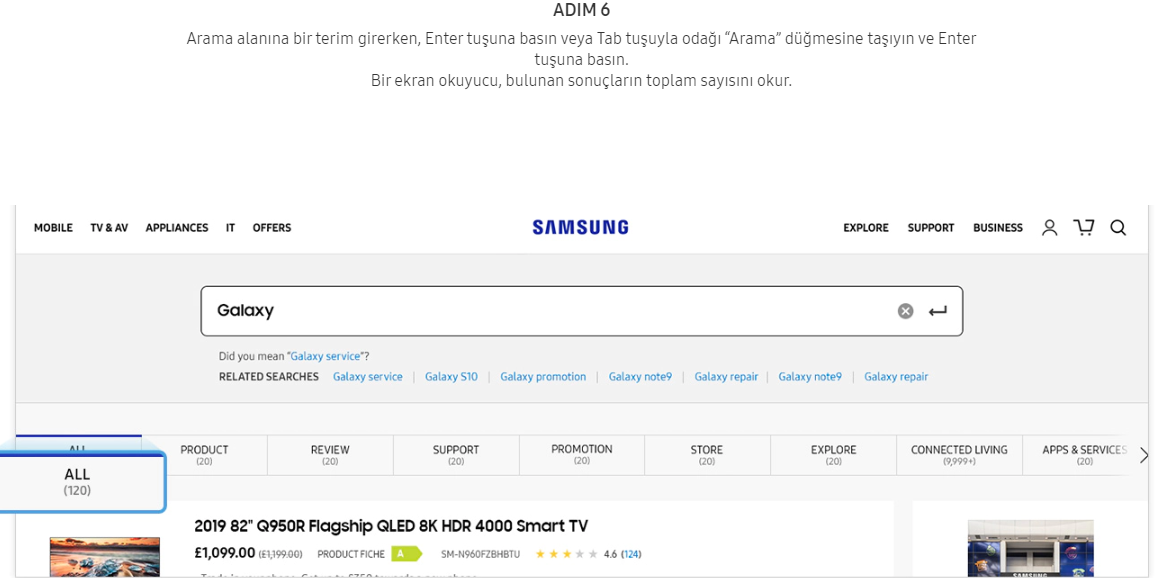 ADIM 6
Arama alanına bir terim girerken, Enter tuşuna basın veya Tab tuşuyla odağı “Arama” düğmesine taşıyın ve Enter
tuşuna basın.
Bir ekran okuyucu, bulunan sonuçların toplam sayısını okur.
MOBILE TV & AV APPLIANCES IT OFFERS SAMSUNG EXPLORE SUPPORT BUSINESS
Galaxy
Did you mean "Galaxy service"?
RELATED SEARCHES Galaxy service | Galaxy S10 | Galaxy promotion | Galaxy note9 | Galaxy repair | Galaxy note9 | Galaxy repair
ALL PRODUCT REVIEW SUPPORT PROMOTION STORE EXPLORE CONNECTED LIVING APPS & SERVICES
(20) (20) (20) (20) (20) (20) (9,999+) (20)
ALL
(120)
2019 82" Q950R Flagship QLED 8K HDR 4000 Smart TV
£1,099.00 (£1,199.00) PRODUCT FICHE A SM-N960FZBHBTU 4.6 (124)
SAMSUNG